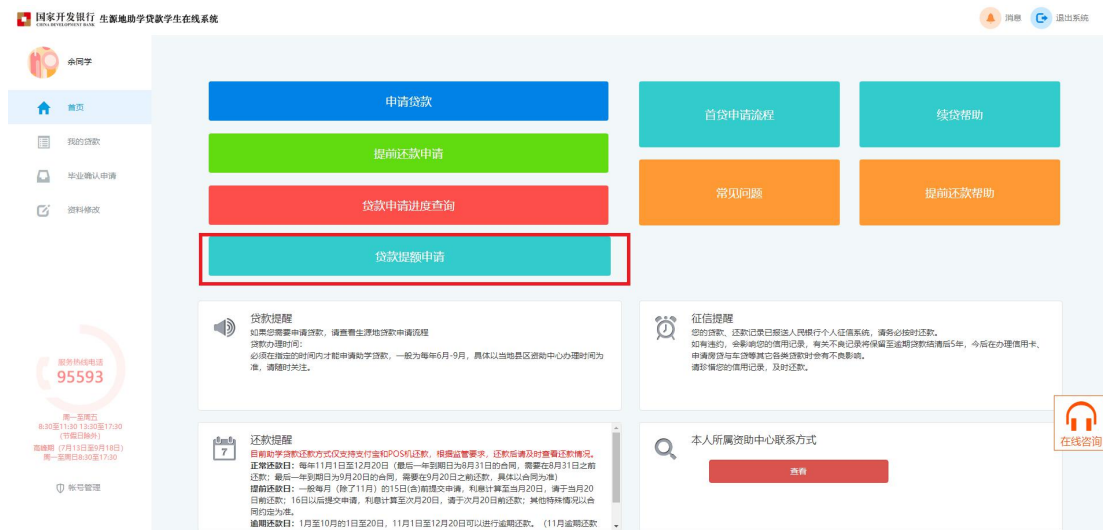 国家开发银行 生源地助学贷款学生在线系统
CHINA DEVELOPMENT BANK
消息
退出系统
余同学
首页
我的贷款
毕业确认申请
资料修改
服务热线电话
95593
周一至周五
8:30至11:30 13:30至17:30
(节假日除外)
高峰期（7月13日至9月18日）
周一至周日8:30至17:30
帐号管理
申请贷款
提前还款申请
贷款申请进度查询
贷款提额申请
首贷申请流程
续贷帮助
常见问题
提前还款帮助
贷款提醒
如果您需要申请贷款，请查看生源地贷款申请流程
贷款办理时间：
必须在指定的时间内才能申请助学贷款，一般为每年6月-9月，具体以当地县区资助中心办理时间为
准，请随时关注。
征信提醒
您的贷款、还款记录已报送人民银行个人征信系统，请务必按时还款。
如有违约，会影响您的信用记录，有关不良记录将保留至逾期贷款结清后5年，今后在办理信用卡、
申请房贷与车贷等其它各类贷款时会有不良影响。
请珍惜您的信用记录，及时还款。
7
还款提醒
目前助学贷款还款方式仅支持支付宝和POS机还款，根据监管要求，还款后请及时查看还款情况。
正常还款日：每年11月1日至12月20日（最后一年到期日为8月31日的合同，需要在8月31日之前
还款；最后一年到期日为9月20日的合同，需要在9月20日之前还款，具体以合同为准）
提前还款日：一般每月（除了11月）的15日(含)前提交申请，利息计算至当月20日，请于当月20
日前还款；16日以后提交申请，利息计算至次月20日，请于次月20日前还款；其他特殊情况以合
同约定为准。
逾期还款日：1月至10月的1日至20日，11月1日至12月20日可以进行逾期还款。（11月逾期还款
本人所属资助中心联系方式
查看
在线咨询